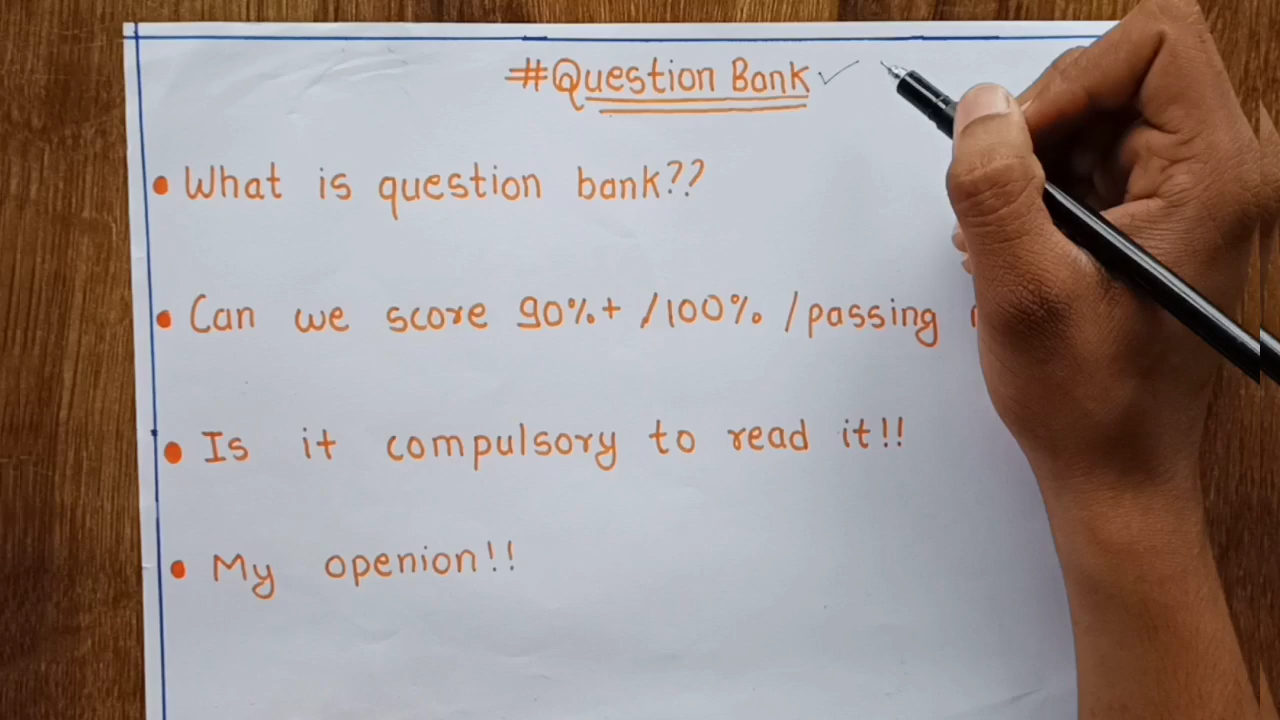 #Question Bank
• What is question bank??
• Can we score 90%+ /100% /passing
• Is it compulsory to read it!!
• My openion!!